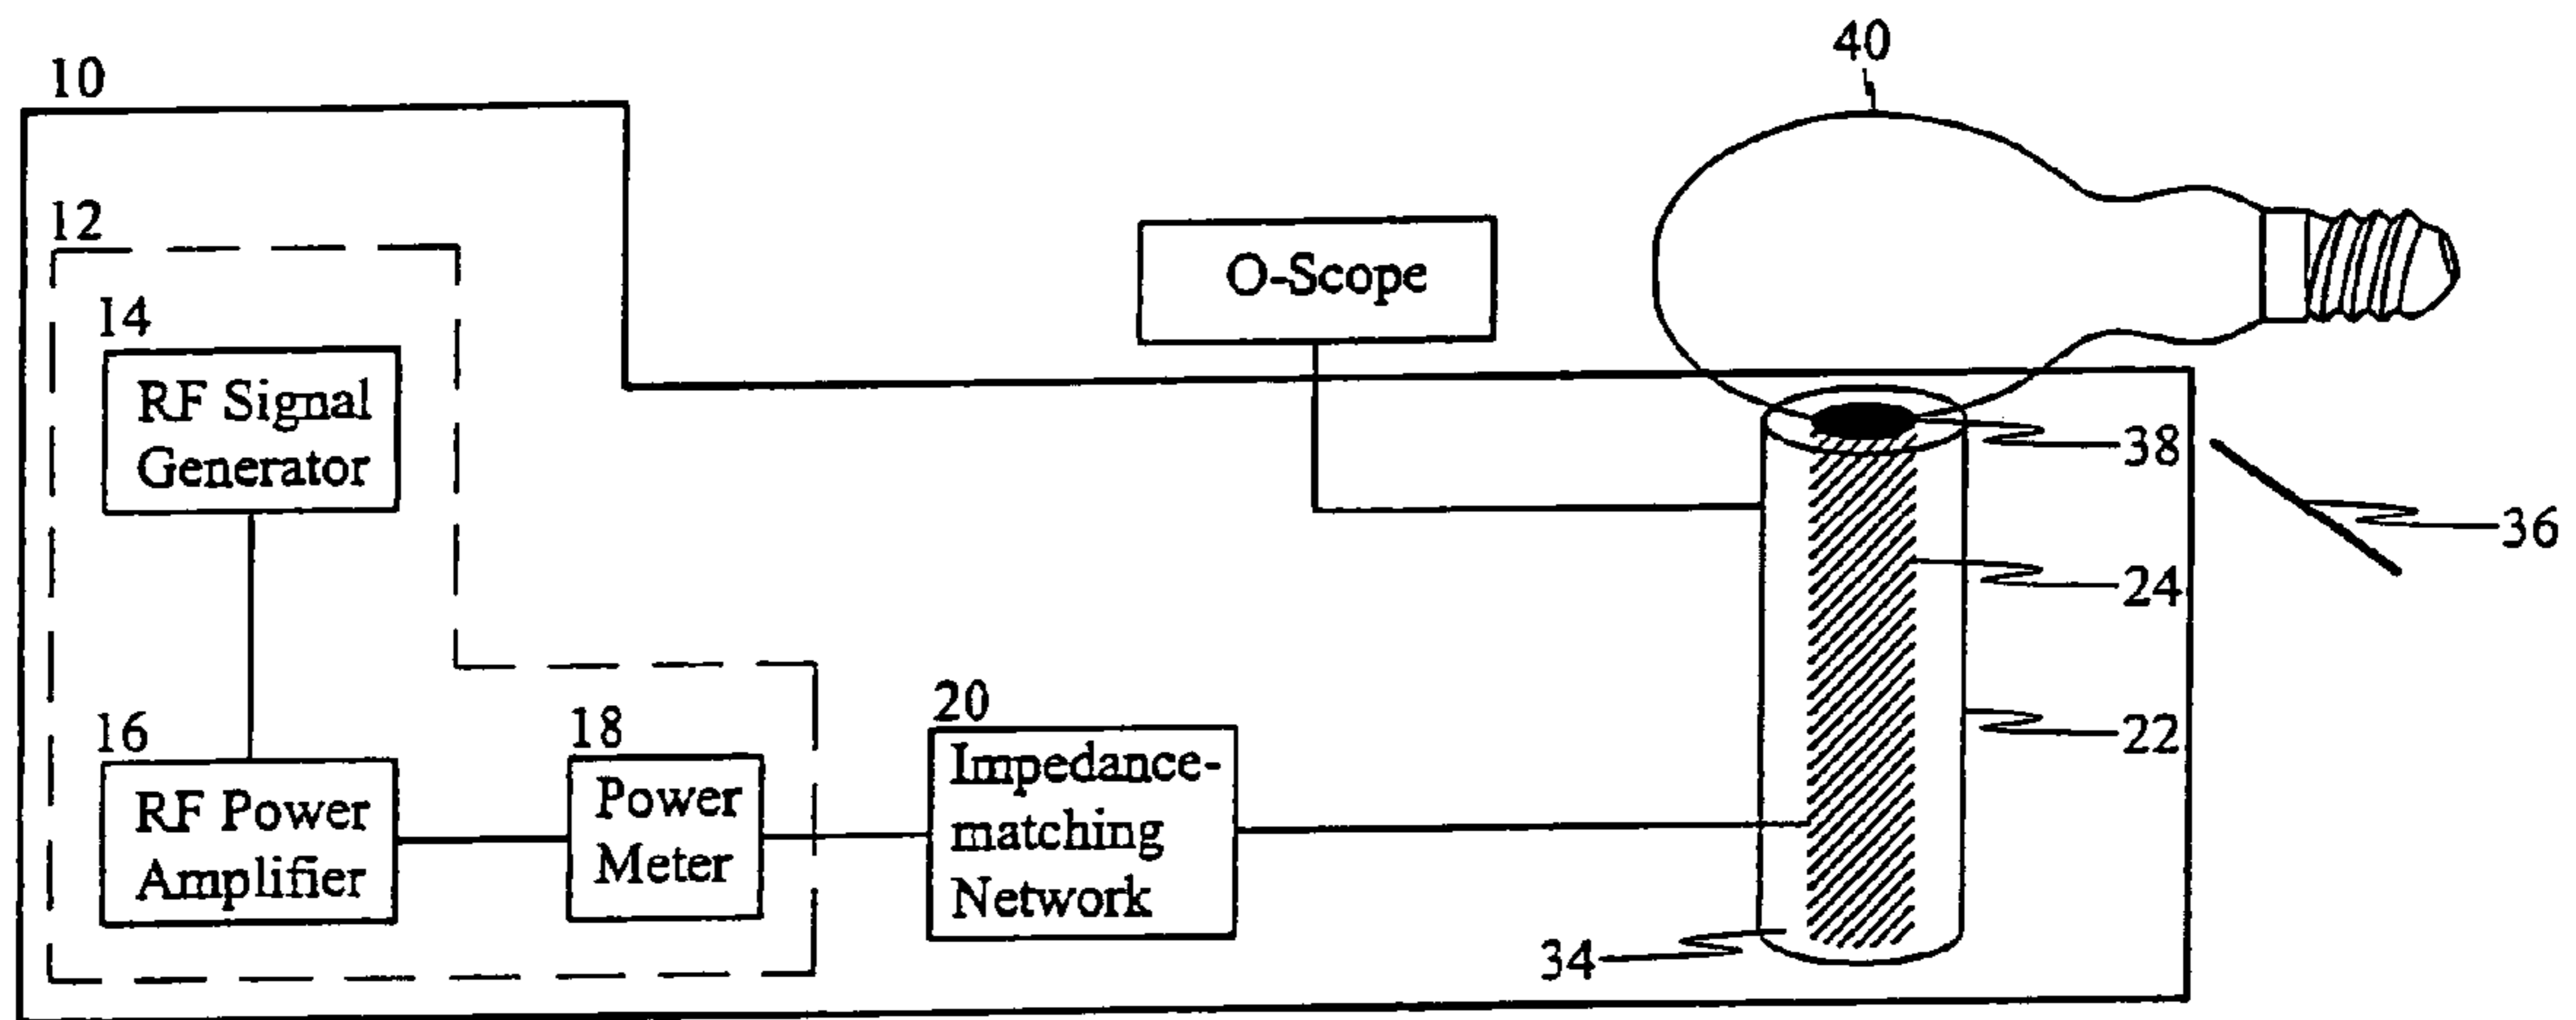 40
10
12
O-Scope
14
RF Signal
Generator
38
36
24
16
18
20
22
RF Power
Amplifier
Power
Meter
Impedance-
matching
Network
34